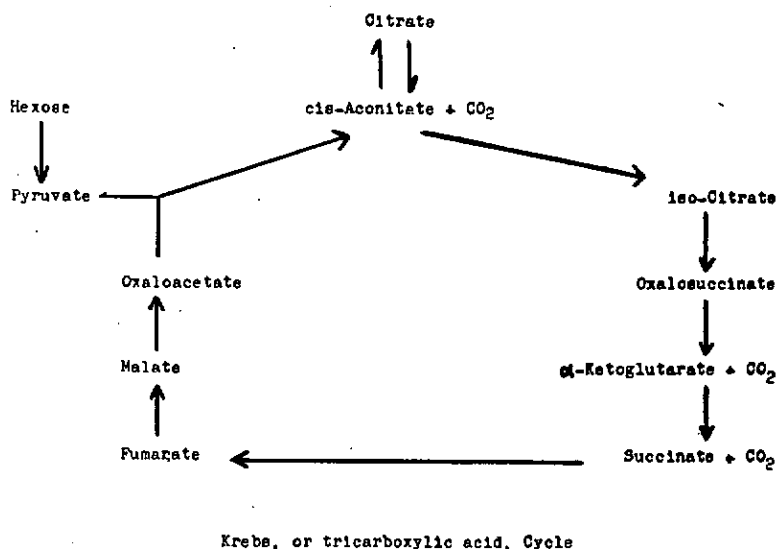 Citrate
Hexose
cis-Aconitate + CO2
Pyruvate
iso-Citrate
Oxaloacetate
Oxalosuccinate
Malate
α-Ketoglutarate + CO2
Fumarate
Succinate + CO2
Krebs, or tricarboxylic acid, Cycle